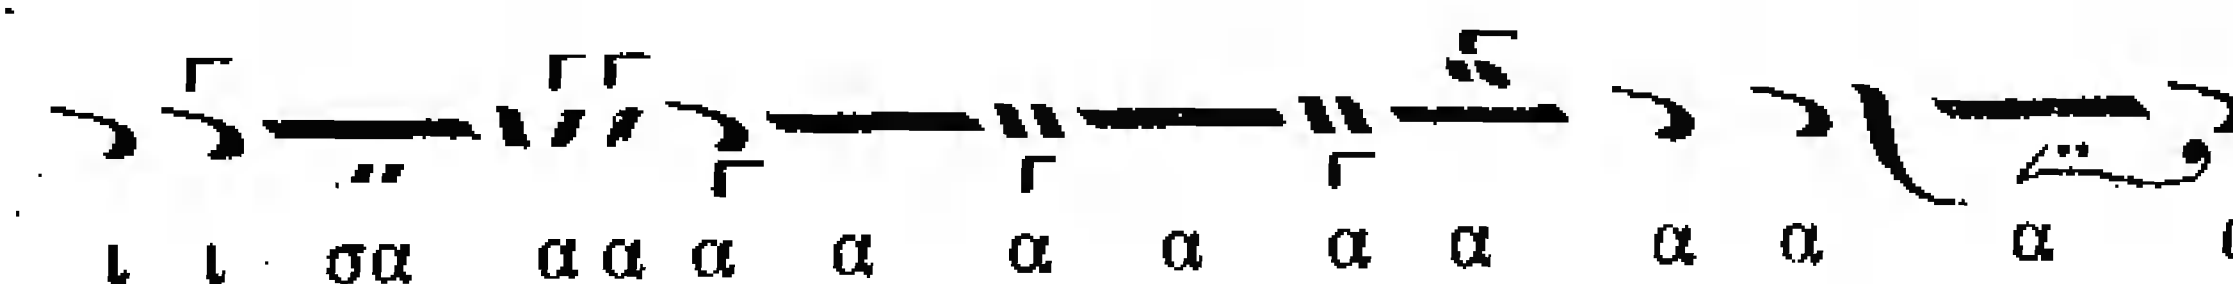 ι ι σα α α α α α α α α α α α